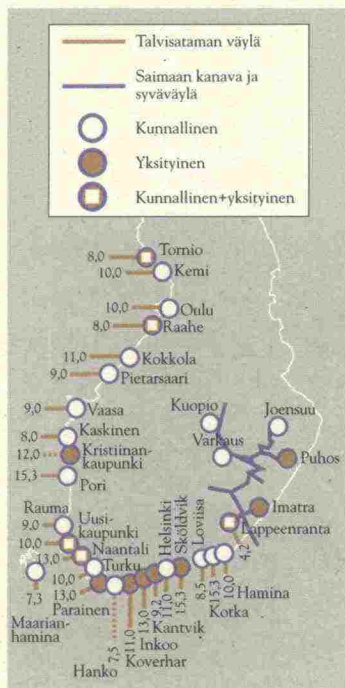 Talvisataman väylä
Saimaan kanava ja
syväväylä
Kunnallinen
Yksityinen
Kunnallinen+yksityinen
8,0 Tornio
10,0 Kemi
10,0 Oulu
8,0 Raahe
11,0 Kokkola
9,0 Pietarsaari
9,0 Vaasa
8,0 Kaskinen
12,0 Kristiinan-
kaupunki
15,3 Pori
Kuopio
Joensuu
Varkaus
Puhos
Imatra
Lappeenranta
4,2
Rauma
9,0
Uusi-
kaupunki
10,0
Naantali
13,0
Turku
10,0
Parainen
13,0
7,3
Maarian-
hamina
Hanko
7,5
Koverhar
11,0
Inkoo
13,0
Kantvik
9,2
Helsinki
11,0
Sköldvik
15,3
Loviisa
8,5
Kotka
15,3
Hamina
10,0